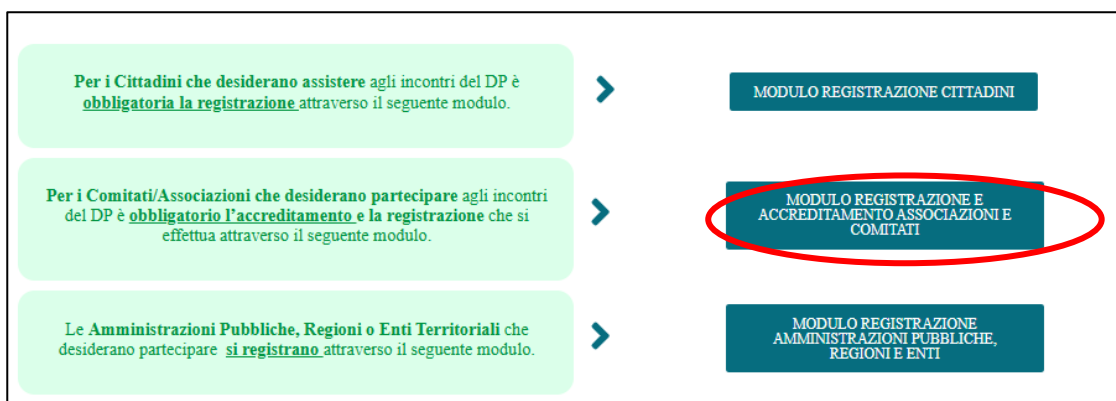 Per i Cittadini che desiderano assistere agli incontri del DP è
obbligatoria la registrazione attraverso il seguente modulo.
MODULO REGISTRAZIONE CITTADINI
Per i Comitati/Associazioni che desiderano partecipare agli incontri
del DP è obbligatorio l’accreditamento e la registrazione che si
effettua attraverso il seguente modulo.
MODULO REGISTRAZIONE E
ACCREDITAMENTO ASSOCIAZIONI E
COMITATI
Le Amministrazioni Pubbliche, Regioni o Enti Territoriali che
desiderano partecipare si registrano attraverso il seguente modulo.
MODULO REGISTRAZIONE
AMMINISTRAZIONI PUBBLICHE,
REGIONI E ENTI